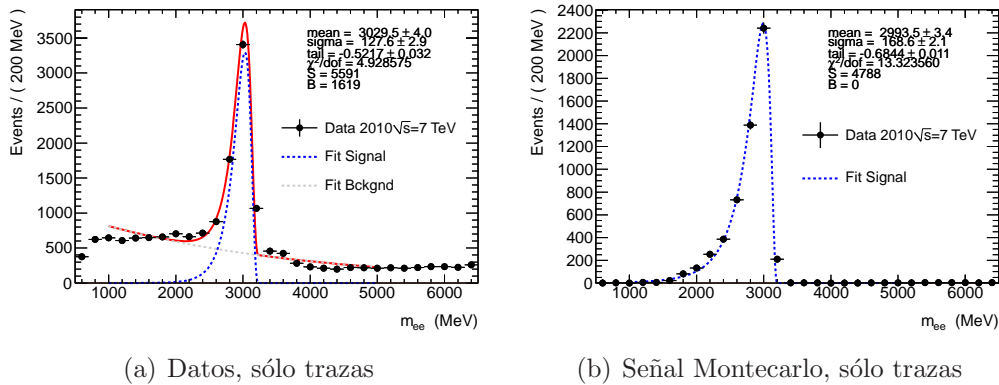 Events / ( 200 MeV )
3500
3000
2500
2000
1500
1000
500
0
mean = 3029.5 ± 4.0
sigma = 127.6 ± 2.9
tail = -0.5217 ± 0.032
χ²/dof = 4.928575
S = 5591
B = 1619
Data 2010√s=7 TeV
Fit Signal
Fit Bckgnd
1000 2000 3000 4000 5000 6000
m_ee (MeV)
(a) Datos, sólo trazas
Events / ( 200 MeV )
2400
2200
2000
1800
1600
1400
1200
1000
800
600
400
200
0
mean = 2993.5 ± 3.4
sigma = 168.6 ± 2.1
tail = -0.6844 ± 0.011
χ²/dof = 13.323560
S = 4788
B = 0
Data 2010√s=7 TeV
Fit Signal
1000 2000 3000 4000 5000 6000
m_ee (MeV)
(b) Señal Montecarlo, sólo trazas